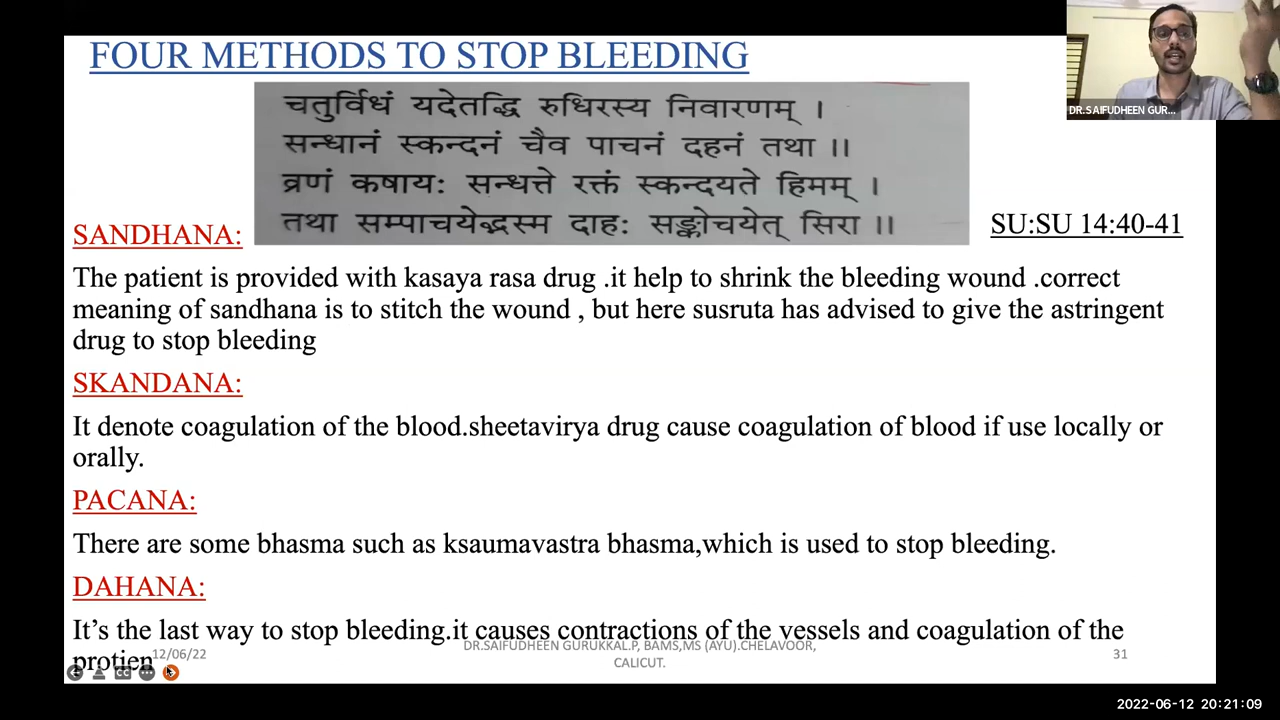 FOUR METHODS TO STOP BLEEDING
DR.SAIFUDHEEN GUR...
चतुर्विधं यदेतद्धि रुधिरस्य निवारणम् ।
सन्धानं स्कन्दनं चैव पाचनं दहनं तथा ।।
व्रणं कषायः सन्धत्ते रक्तं स्कन्दयते हिमम् ।
तथा सम्पाचयेद्भस्म दाहः सङ्कोचयेत् सिरा ।।
SU:SU 14:40-41
SANDHANA:
The patient is provided with kasaya rasa drug .it help to shrink the bleeding wound .correct
meaning of sandhana is to stitch the wound , but here susruta has advised to give the astringent
drug to stop bleeding
SKANDANA:
It denote coagulation of the blood.sheetavirya drug cause coagulation of blood if use locally or
orally.
PACANA:
There are some bhasma such as ksaumavastra bhasma,which is used to stop bleeding.
DAHANA:
It’s the last way to stop bleeding.it causes contractions of the vessels and coagulation of the
protien
12/06/22
DR.SAIFUDHEEN GURUKKAL.P, BAMS,MS (AYU).CHELAVOOR,
CALICUT.
31
CC
2022-06-12 20:21:09